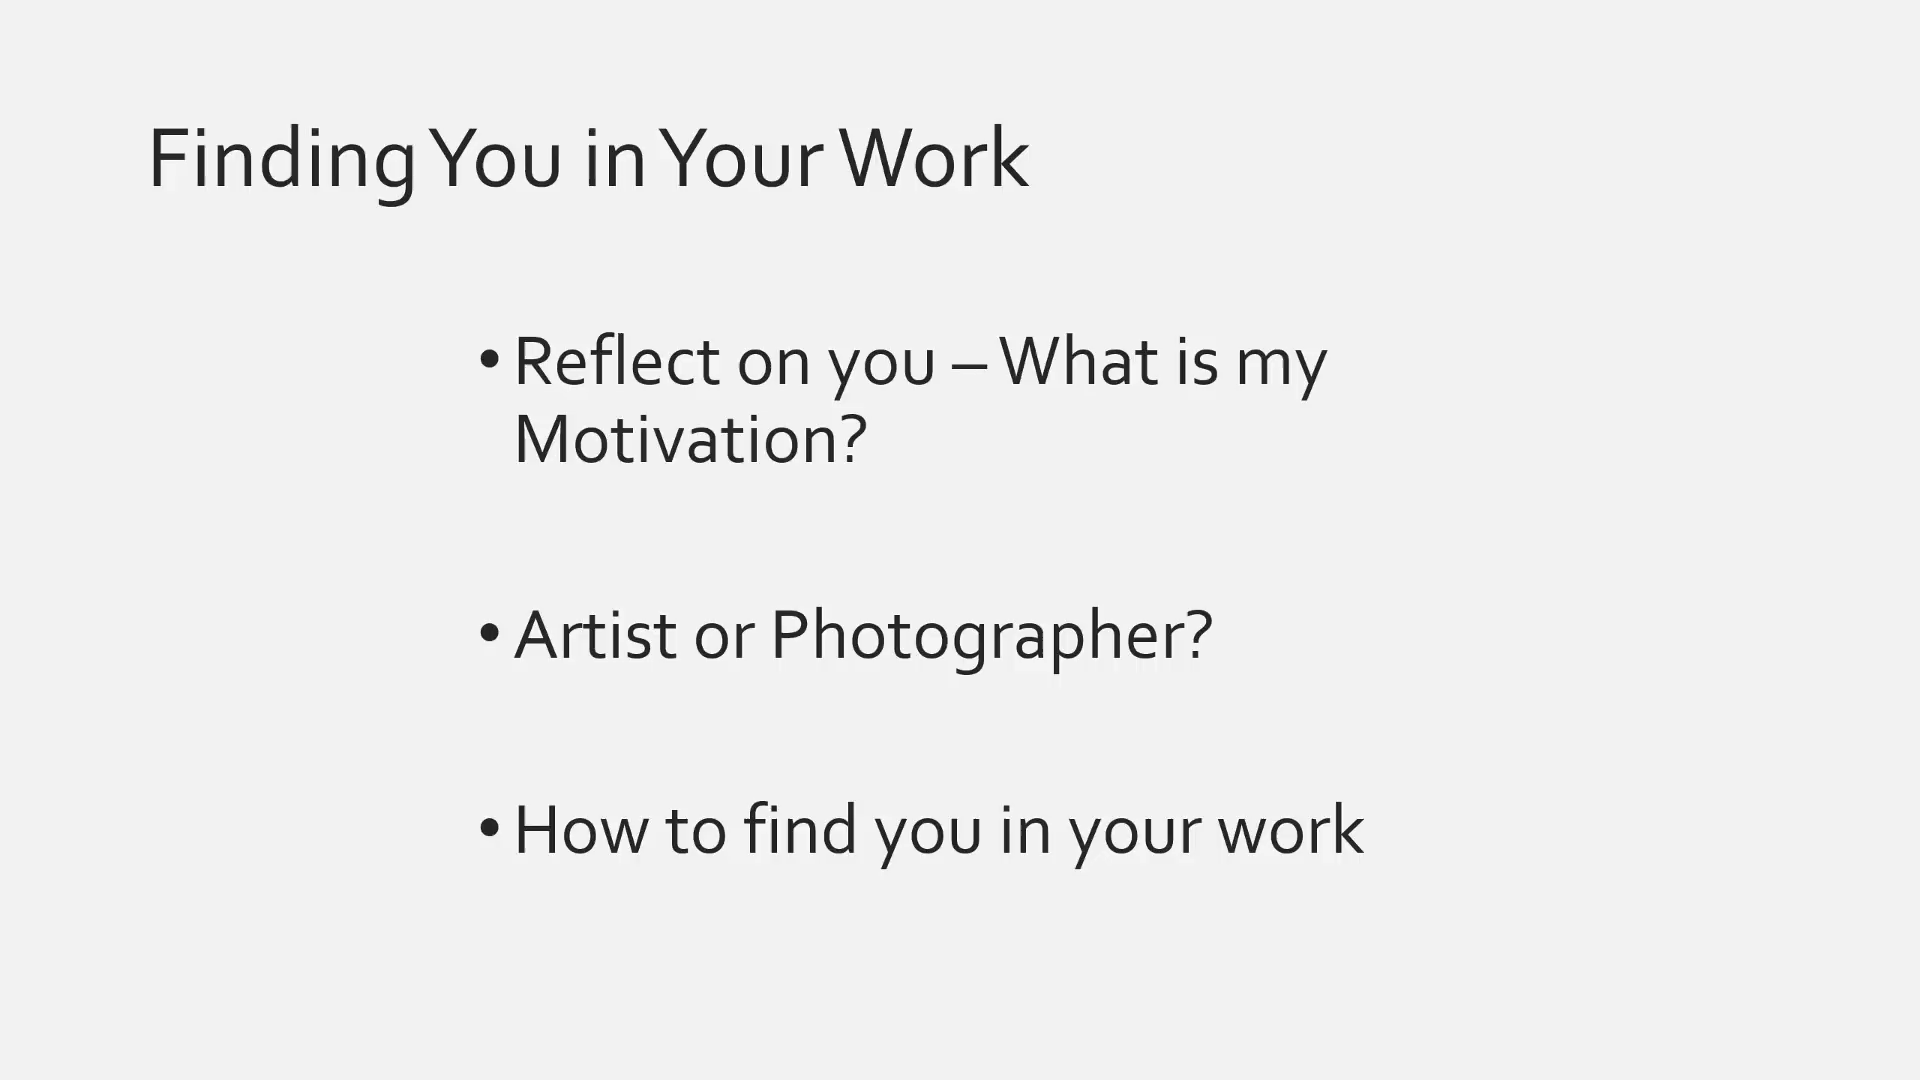 Finding You in Your Work
• Reflect on you – What is my
Motivation?
• Artist or Photographer?
• How to find you in your work